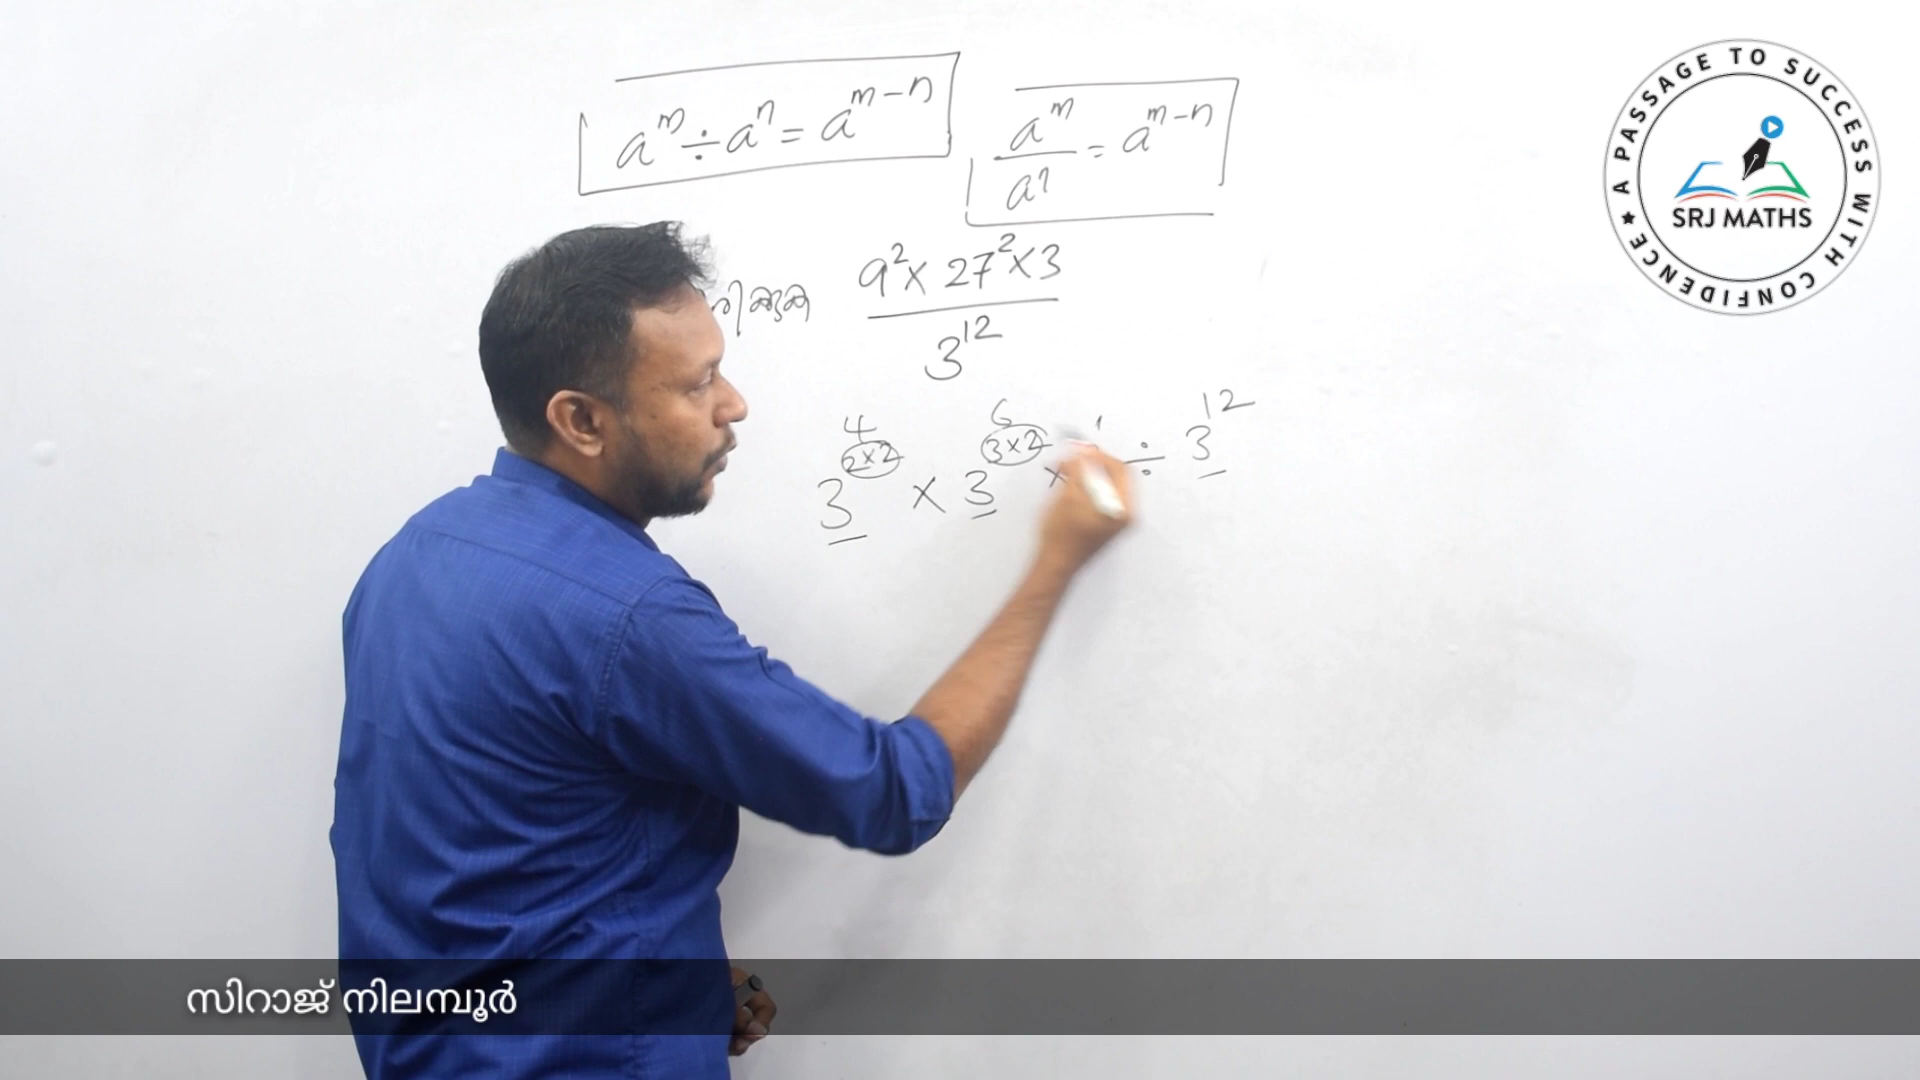 a^m ÷ a^n = a^{m-n}
a^m / a^n = a^{m-n}
9² × 27² × 3
3^12
4 6
3^{2×2} × 3^{3×2} × ÷ 3^12
A PASSAGE TO SUCCESS WITH CONFIDENCE
SRJ MATHS
സിറാജ് നിലമ്പൂർ